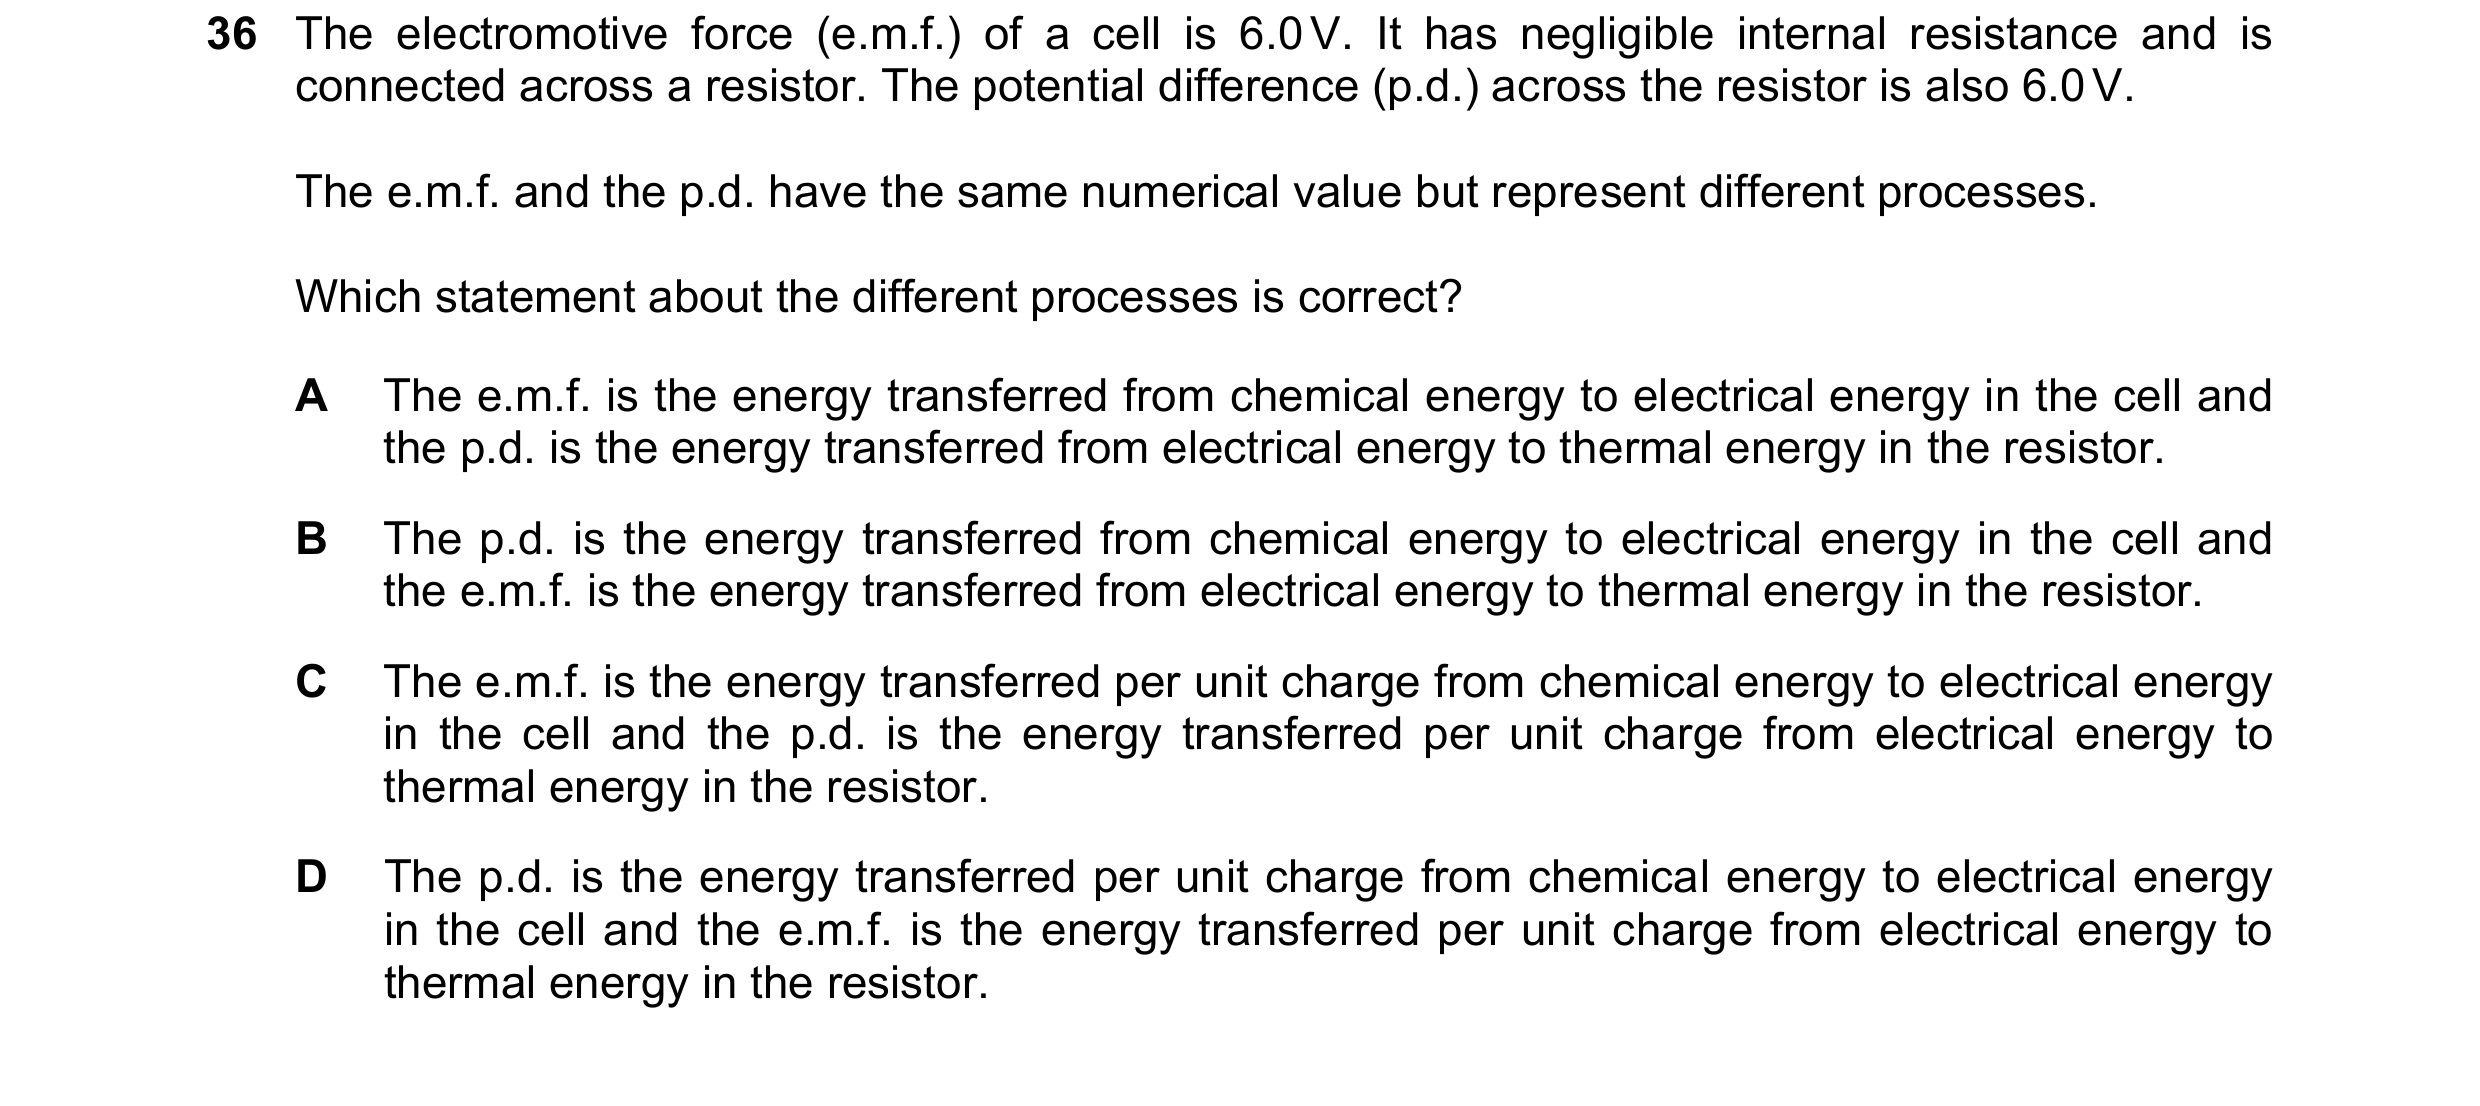 36 The electromotive force (e.m.f.) of a cell is 6.0 V. It has negligible internal resistance and is
connected across a resistor. The potential difference (p.d.) across the resistor is also 6.0 V.
The e.m.f. and the p.d. have the same numerical value but represent different processes.
Which statement about the different processes is correct?
A The e.m.f. is the energy transferred from chemical energy to electrical energy in the cell and
the p.d. is the energy transferred from electrical energy to thermal energy in the resistor.
B The p.d. is the energy transferred from chemical energy to electrical energy in the cell and
the e.m.f. is the energy transferred from electrical energy to thermal energy in the resistor.
C The e.m.f. is the energy transferred per unit charge from chemical energy to electrical energy
in the cell and the p.d. is the energy transferred per unit charge from electrical energy to
thermal energy in the resistor.
D The p.d. is the energy transferred per unit charge from chemical energy to electrical energy
in the cell and the e.m.f. is the energy transferred per unit charge from electrical energy to
thermal energy in the resistor.